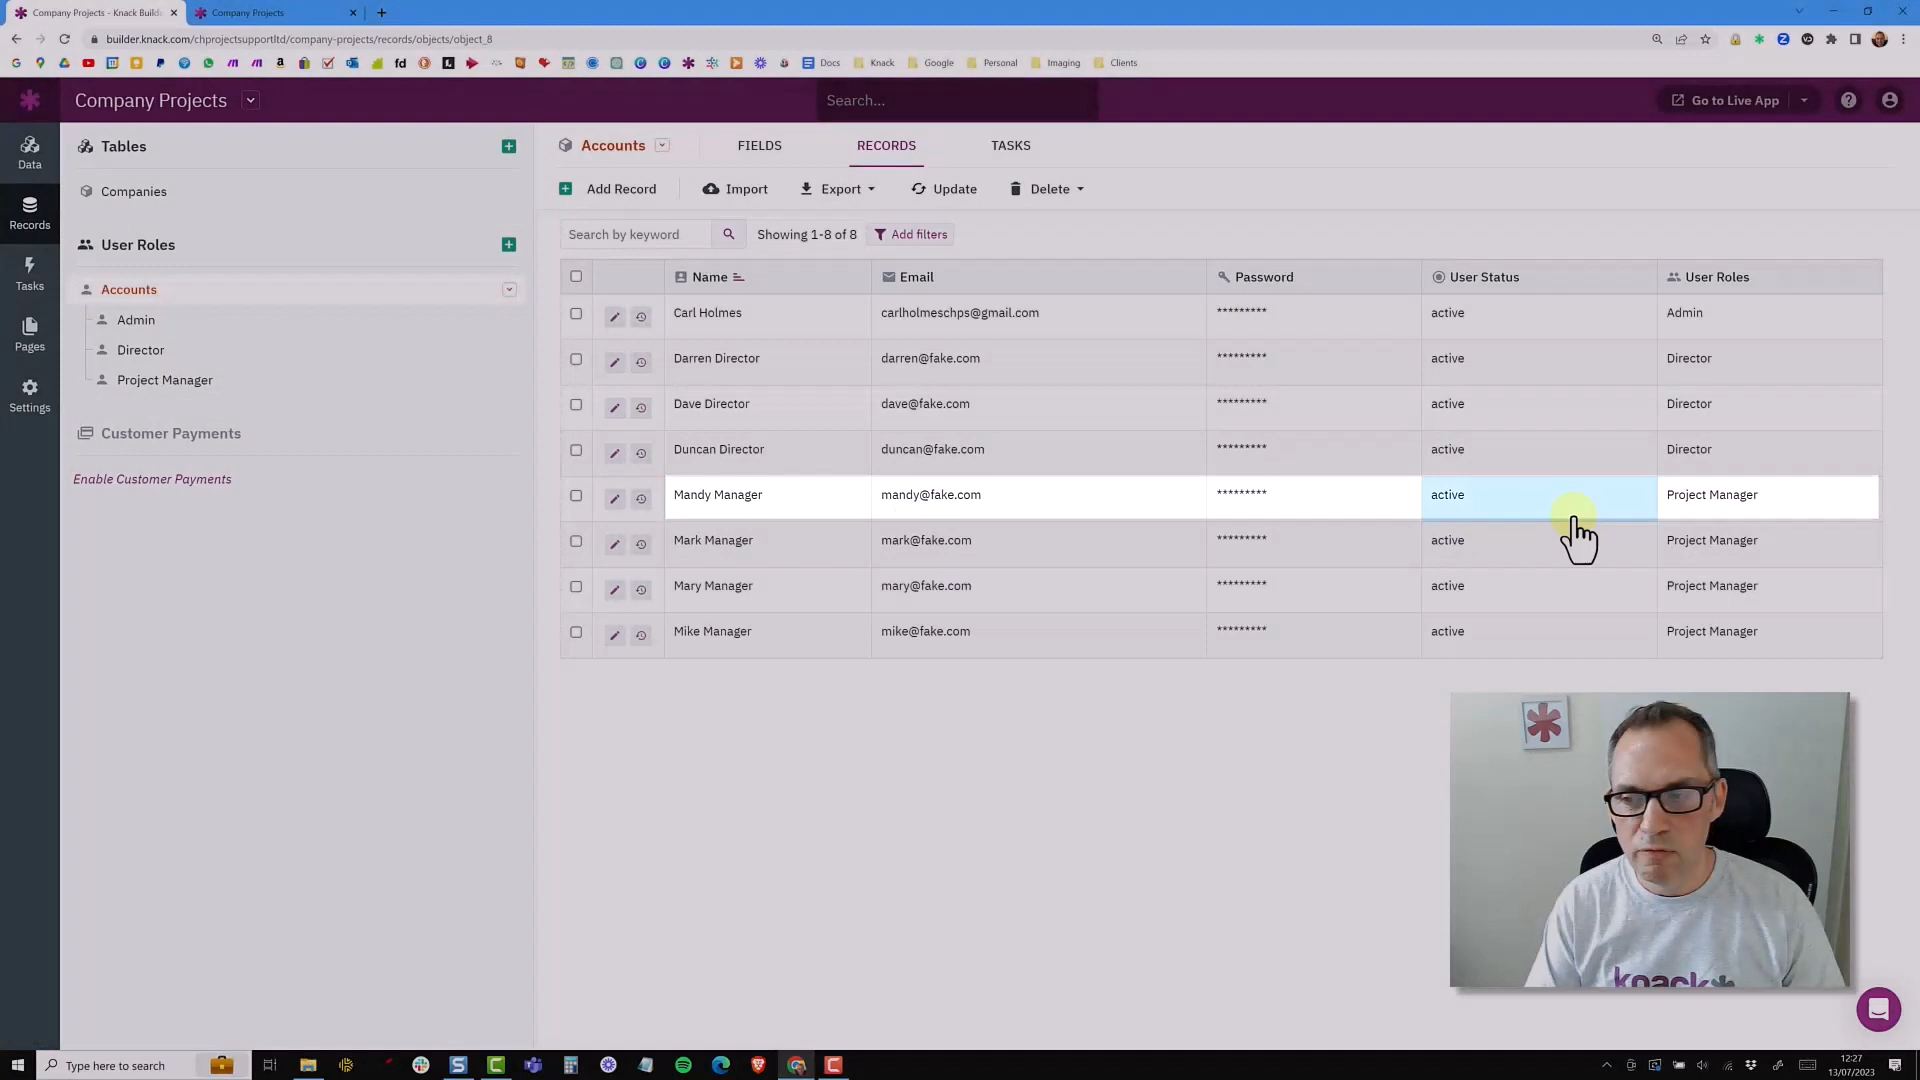 Company Projects - Knack Build
Company Projects
builder.knack.com/chprojectsupportltd/company-projects/records/objects/object_8
fd
Docs
Knack
Google
Personal
Imaging
Clients
Company Projects
Search...
Go to Live App
Data
Records
Tasks
Pages
Settings
Tables
Companies
User Roles
Accounts
Admin
Director
Project Manager
Customer Payments
Enable Customer Payments
Accounts
FIELDS
RECORDS
TASKS
Add Record
Import
Export
Update
Delete
Search by keyword
Showing 1-8 of 8
Add filters
Name Email Password User Status User Roles
Carl Holmes carlholmeschps@gmail.com ********* active Admin
Darren Director darren@fake.com ********* active Director
Dave Director dave@fake.com ********* active Director
Duncan Director duncan@fake.com ********* active Director
Mandy Manager mandy@fake.com ********* active Project Manager
Mark Manager mark@fake.com ********* active Project Manager
Mary Manager mary@fake.com ********* active Project Manager
Mike Manager mike@fake.com ********* active Project Manager
knack
Type here to search
12:27
13/07/2023